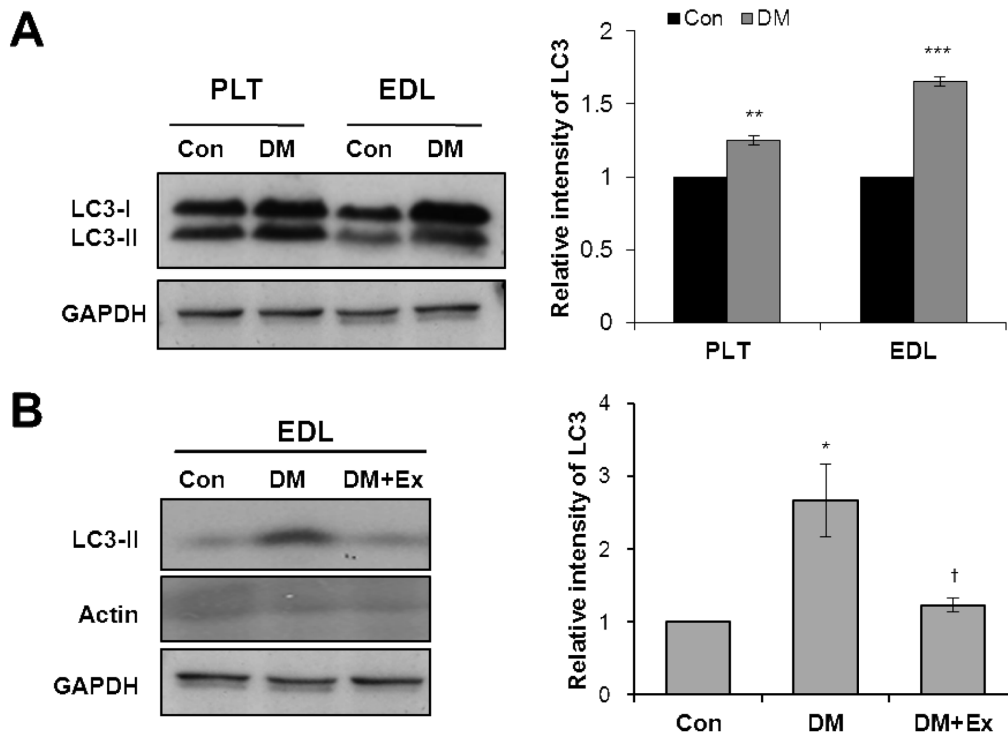 A
PLT EDL
Con DM Con DM
LC3-I
LC3-II
GAPDH
Con DM
Relative intensity of LC3
2
1.5
1
0.5
0
** ***
PLT EDL
B
EDL
Con DM DM+Ex
LC3-II
Actin
GAPDH
Relative intensity of LC3
4
3
2
1
0
* †
Con DM DM+Ex